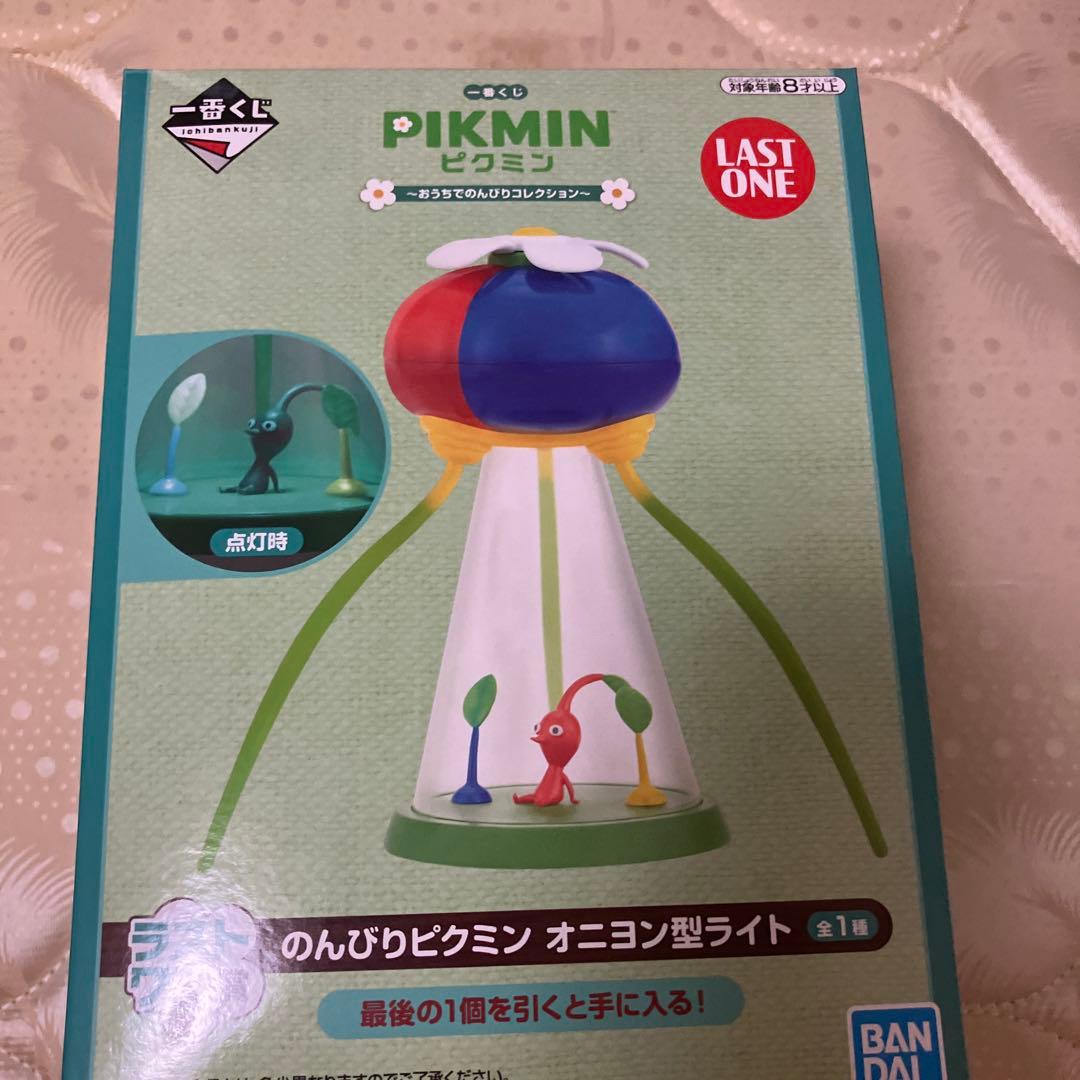 一番くじ
ichibankuji
一番くじ
PIKMIN
ピクミン
～おうちでのんびりコレクション～
対象年齢8才以上
LAST
ONE
点灯時
のんびりピクミン オニヨン型ライト 全1種
最後の1個を引くと手に入る!
BAN
DAI